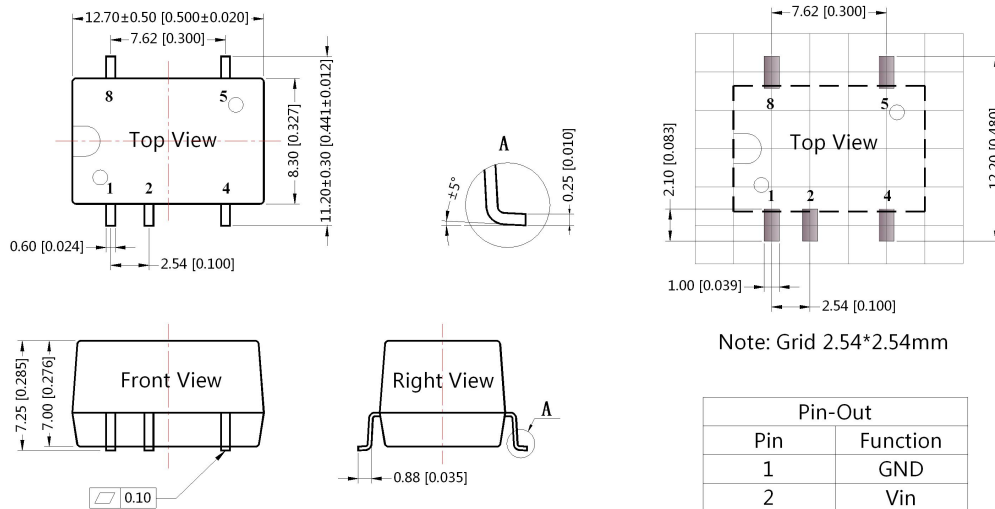 12.70±0.50 [0.500±0.020]
7.62 [0.300]
8
5
Top View
1
2
4
8.30 [0.327]
11.20±0.30 [0.441±0.012]
0.60 [0.024]
2.54 [0.100]
A
±5°
0.25 [0.010]
7.62 [0.300]
8
5
Top View
1
2
4
2.10 [0.083]
12.20 [0.480]
1.00 [0.039]
2.54 [0.100]
Note: Grid 2.54*2.54mm
7.25 [0.285]
7.00 [0.276]
Front View
0.10
Right View
A
0.88 [0.035]
Pin-Out
Pin Function
1 GND
2 Vin